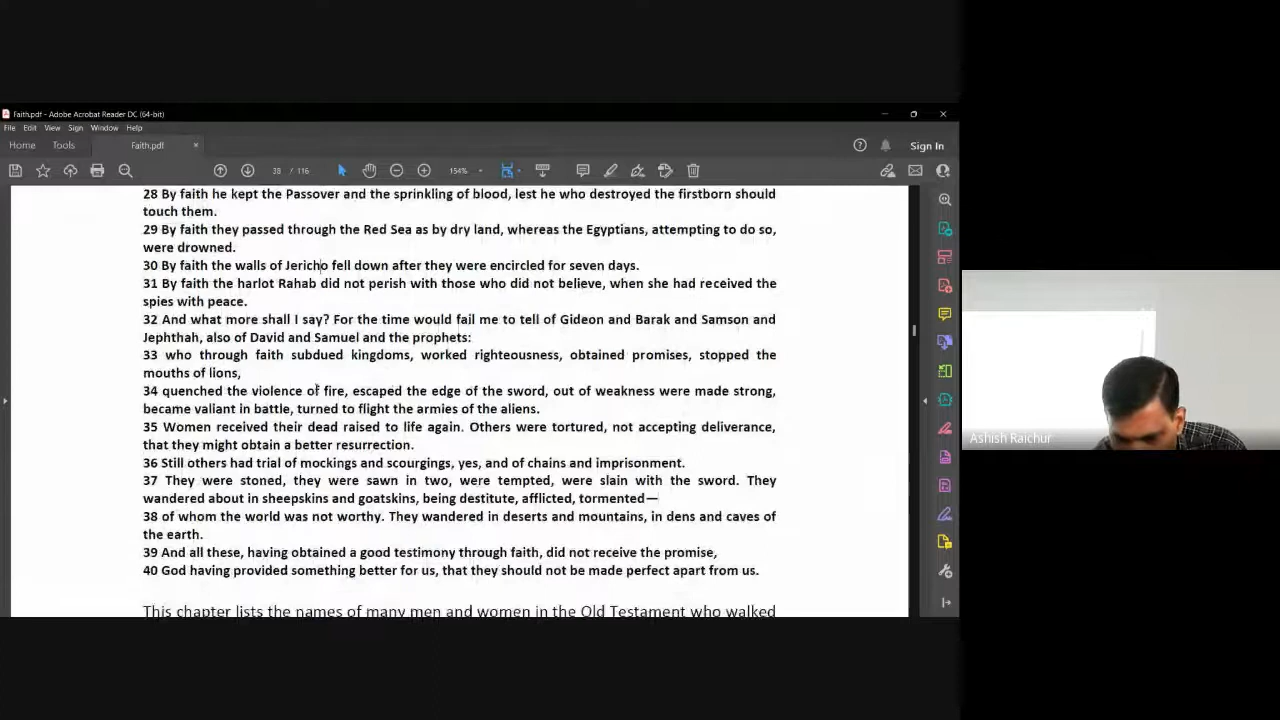 Faith.pdf - Adobe Acrobat Reader DC (64-bit)
File Edit View Sign Window Help
Home Tools Faith.pdf × Sign In
38 / 116 154%
28 By faith he kept the Passover and the sprinkling of blood, lest he who destroyed the firstborn should
touch them.
29 By faith they passed through the Red Sea as by dry land, whereas the Egyptians, attempting to do so,
were drowned.
30 By faith the walls of Jericho fell down after they were encircled for seven days.
31 By faith the harlot Rahab did not perish with those who did not believe, when she had received the
spies with peace.
32 And what more shall I say? For the time would fail me to tell of Gideon and Barak and Samson and
Jephthah, also of David and Samuel and the prophets:
33 who through faith subdued kingdoms, worked righteousness, obtained promises, stopped the
mouths of lions,
34 quenched the violence of fire, escaped the edge of the sword, out of weakness were made strong,
became valiant in battle, turned to flight the armies of the aliens.
35 Women received their dead raised to life again. Others were tortured, not accepting deliverance,
that they might obtain a better resurrection.
36 Still others had trial of mockings and scourgings, yes, and of chains and imprisonment.
37 They were stoned, they were sawn in two, were tempted, were slain with the sword. They
wandered about in sheepskins and goatskins, being destitute, afflicted, tormented—
38 of whom the world was not worthy. They wandered in deserts and mountains, in dens and caves of
the earth.
39 And all these, having obtained a good testimony through faith, did not receive the promise,
40 God having provided something better for us, that they should not be made perfect apart from us.
This chapter lists the names of many men and women in the Old Testament who walked
Ashish Raichur